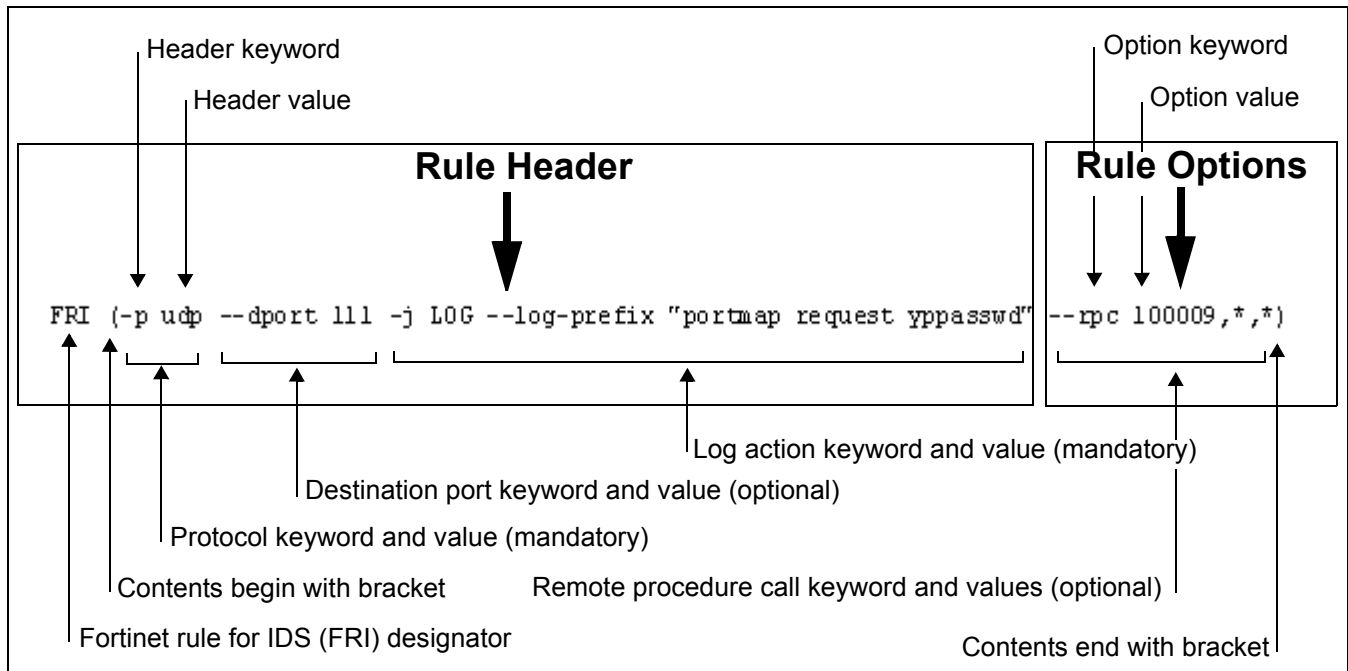 Header keyword
Option keyword
Header value
Option value
Rule Header
Rule Options
FRI (-p udp --dport 111 -j LOG --log-prefix "portmap request yppasswd" --rpc 100009,*,*)
Log action keyword and value (mandatory)
Destination port keyword and value (optional)
Protocol keyword and value (mandatory)
Contents begin with bracket
Remote procedure call keyword and values (optional)
Fortinet rule for IDS (FRI) designator
Contents end with bracket